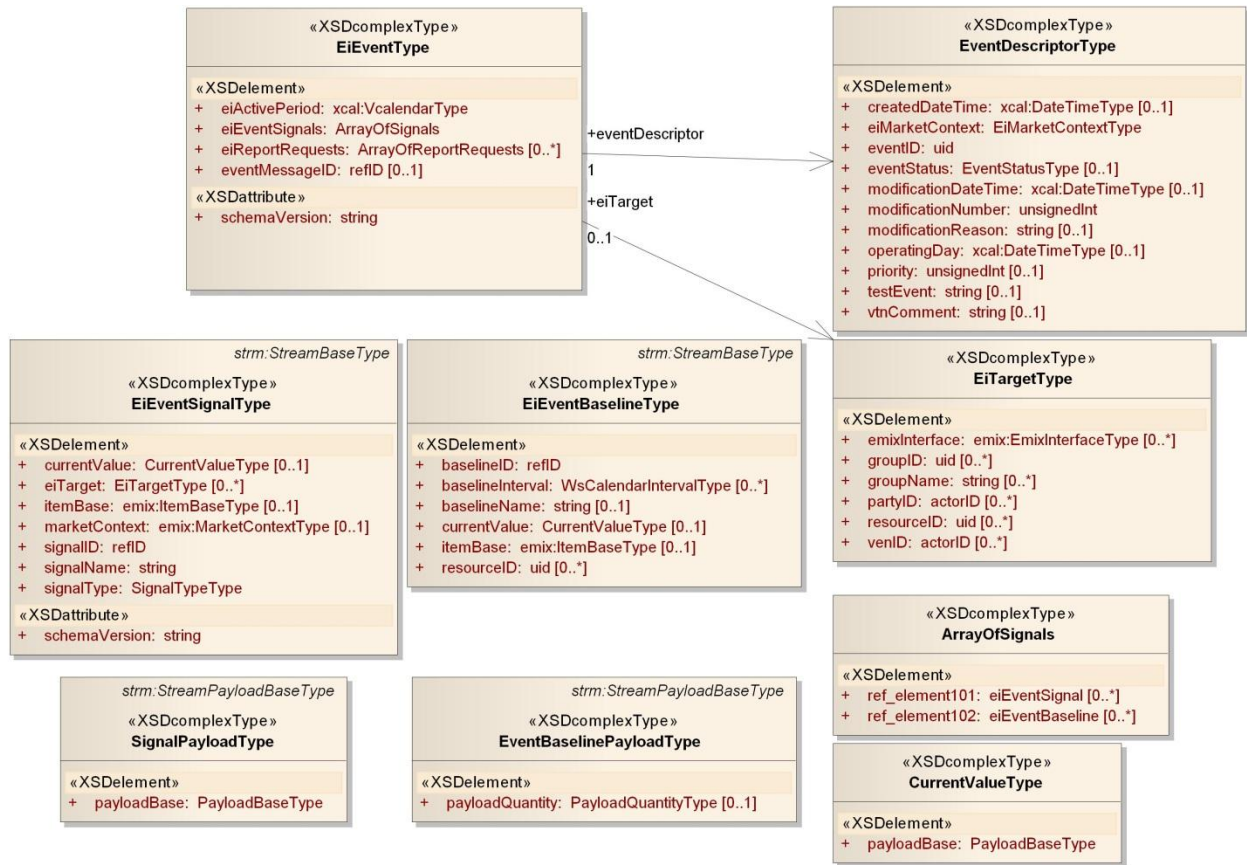 «XSDcomplexType»
EiEventType
«XSDelement»
+ eiActivePeriod: xcal:VcalendarType
+ eiEventSignals: ArrayOfSignals
+ eiReportRequests: ArrayOfReportRequests [0..*]
+ eventMessageID: refID [0..1]
«XSDattribute»
+ schemaVersion: string
+eventDescriptor
1
+eiTarget
0..1
«XSDcomplexType»
EventDescriptorType
«XSDelement»
+ createdDateTime: xcal:DateTimeType [0..1]
+ eiMarketContext: EiMarketContextType
+ eventID: uid
+ eventStatus: EventStatusType [0..1]
+ modificationDateTime: xcal:DateTimeType [0..1]
+ modificationNumber: unsignedInt
+ modificationReason: string [0..1]
+ operatingDay: xcal:DateTimeType [0..1]
+ priority: unsignedInt [0..1]
+ testEvent: string [0..1]
+ vtnComment: string [0..1]
strm:StreamBaseType
«XSDcomplexType»
EiEventSignalType
«XSDelement»
+ currentValue: CurrentValueType [0..1]
+ eiTarget: EiTargetType [0..*]
+ itemBase: emix:ItemBaseType [0..1]
+ marketContext: emix:MarketContextType [0..1]
+ signalID: refID
+ signalName: string
+ signalType: SignalTypeType
«XSDattribute»
+ schemaVersion: string
strm:StreamBaseType
«XSDcomplexType»
EiEventBaselineType
«XSDelement»
+ baselineID: refID
+ baselineInterval: WsCalendarIntervalType [0..*]
+ baselineName: string [0..1]
+ currentValue: CurrentValueType [0..1]
+ itemBase: emix:ItemBaseType [0..1]
+ resourceID: uid [0..*]
«XSDcomplexType»
EiTargetType
«XSDelement»
+ emixInterface: emix:EmixInterfaceType [0..*]
+ groupID: uid [0..*]
+ groupName: string [0..*]
+ partyID: actorID [0..*]
+ resourceID: uid [0..*]
+ venID: actorID [0..*]
«XSDcomplexType»
ArrayOfSignals
«XSDelement»
+ ref_element101: eiEventSignal [0..*]
+ ref_element102: eiEventBaseline [0..*]
strm:StreamPayloadBaseType
«XSDcomplexType»
SignalPayloadType
«XSDelement»
+ payloadBase: PayloadBaseType
strm:StreamPayloadBaseType
«XSDcomplexType»
EventBaselinePayloadType
«XSDelement»
+ payloadQuantity: PayloadQuantityType [0..1]
«XSDcomplexType»
CurrentValueType
«XSDelement»
+ payloadBase: PayloadBaseType